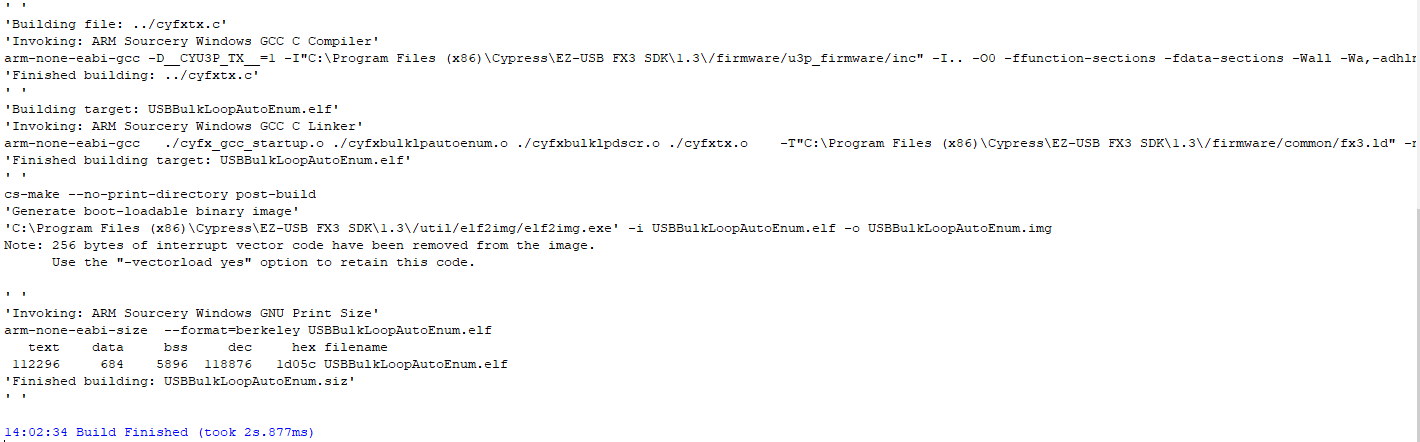 ' '
'Building file: ../cyfxtx.c'
'Invoking: ARM Sourcery Windows GCC C Compiler'
arm-none-eabi-gcc -D__CYU3P_TX__=1 -I"C:\Program Files (x86)\Cypress\EZ-USB FX3 SDK\1.3\/firmware/u3p_firmware/inc" -I.. -O0 -ffunction-sections -fdata-sections -Wall -Wa,-adhl
'Finished building: ../cyfxtx.c'
' '
'Building target: USBBulkLoopAutoEnum.elf'
'Invoking: ARM Sourcery Windows GCC C Linker'
arm-none-eabi-gcc   ./cyfx_gcc_startup.o ./cyfxbulklpautoenum.o ./cyfxbulklpdscr.o ./cyfxtx.o    -T"C:\Program Files (x86)\Cypress\EZ-USB FX3 SDK\1.3\/firmware/common/fx3.ld"
'Finished building target: USBBulkLoopAutoEnum.elf'
' '
cs-make --no-print-directory post-build
'Generate boot-loadable binary image'
'C:\Program Files (x86)\Cypress\EZ-USB FX3 SDK\1.3\/util/elf2img/elf2img.exe' -i USBBulkLoopAutoEnum.elf -o USBBulkLoopAutoEnum.img
Note: 256 bytes of interrupt vector code have been removed from the image.
      Use the "-vectorload yes" option to retain this code.
' '
'Invoking: ARM Sourcery Windows GNU Print Size'
arm-none-eabi-size  --format=berkeley USBBulkLoopAutoEnum.elf
   text    data     bss     dec     hex filename
 112296     684    5896  118876   1d05c USBBulkLoopAutoEnum.elf
'Finished building: USBBulkLoopAutoEnum.siz'
' '
14:02:34 Build Finished (took 2s.877ms)